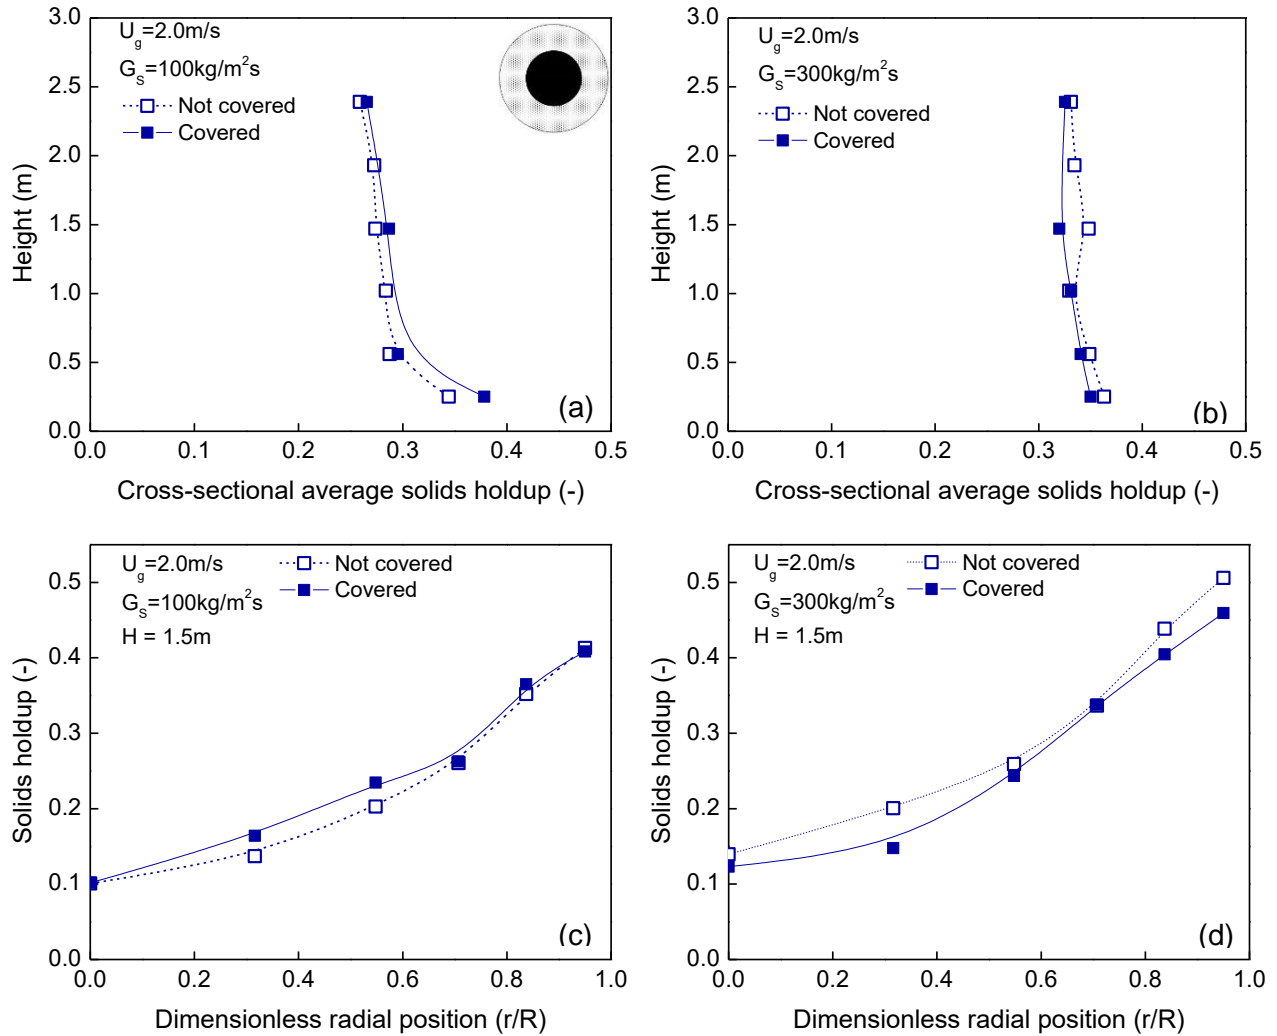 3.0
2.5
2.0
1.5
1.0
0.5
0.0
Height (m)
U_g=2.0m/s
G_S=100kg/m²s
Not covered
Covered
(a)
0.0 0.1 0.2 0.3 0.4 0.5
Cross-sectional average solids holdup (-)
3.0
2.5
2.0
1.5
1.0
0.5
0.0
Height (m)
U_g=2.0m/s
G_S=300kg/m²s
Not covered
Covered
(b)
0.0 0.1 0.2 0.3 0.4 0.5
Cross-sectional average solids holdup (-)
0.5
0.4
0.3
0.2
0.1
0.0
Solids holdup (-)
U_g=2.0m/s
G_S=100kg/m²s
H = 1.5m
Not covered
Covered
(c)
0.0 0.2 0.4 0.6 0.8 1.0
Dimensionless radial position (r/R)
0.5
0.4
0.3
0.2
0.1
0.0
Solids holdup (-)
U_g=2.0m/s
G_S=300kg/m²s
H = 1.5m
Not covered
Covered
(d)
0.0 0.2 0.4 0.6 0.8 1.0
Dimensionless radial position (r/R)